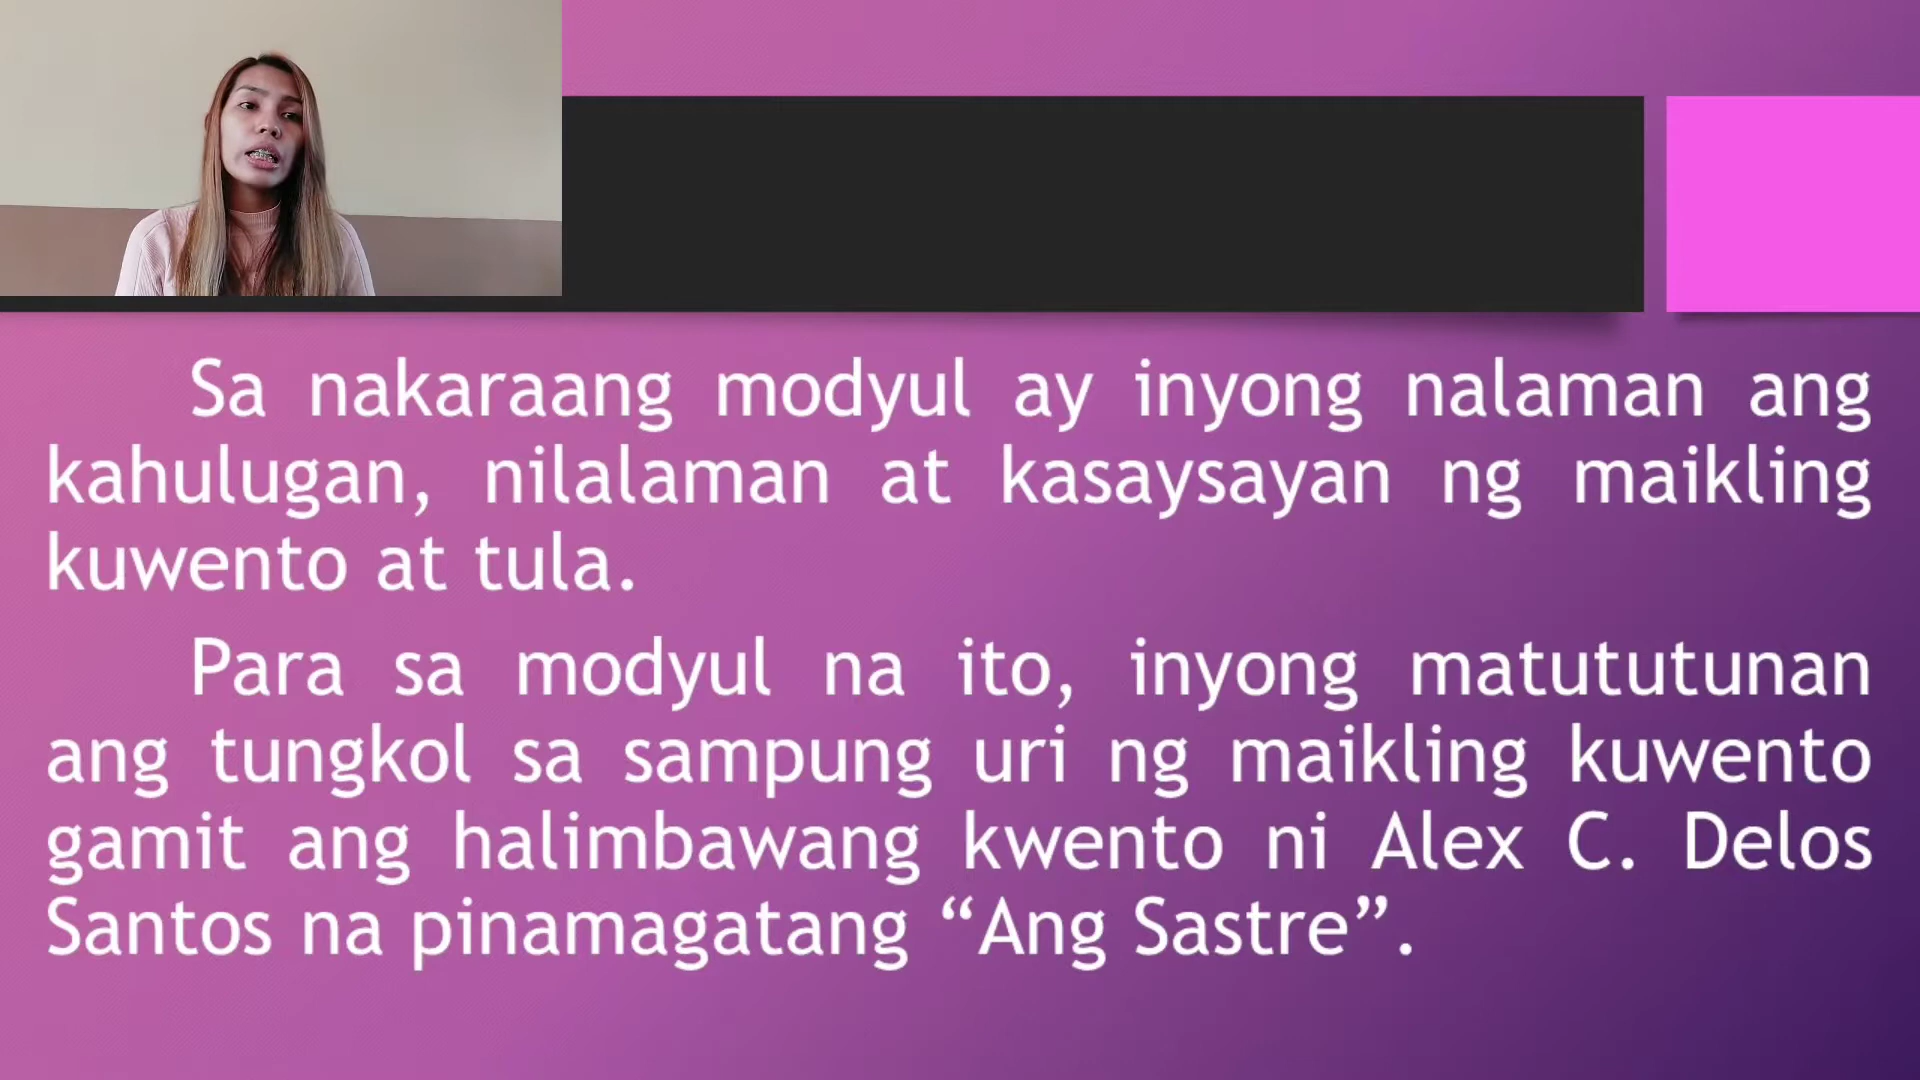 Sa nakaraang modyul ay inyong nalaman ang
kahulugan, nilalaman at kasaysayan ng maikling
kuwento at tula.
Para sa modyul na ito, inyong matututunan
ang tungkol sa sampung uri ng maikling kuwento
gamit ang halimbawang kwento ni Alex C. Delos
Santos na pinamagatang “Ang Sastre”.